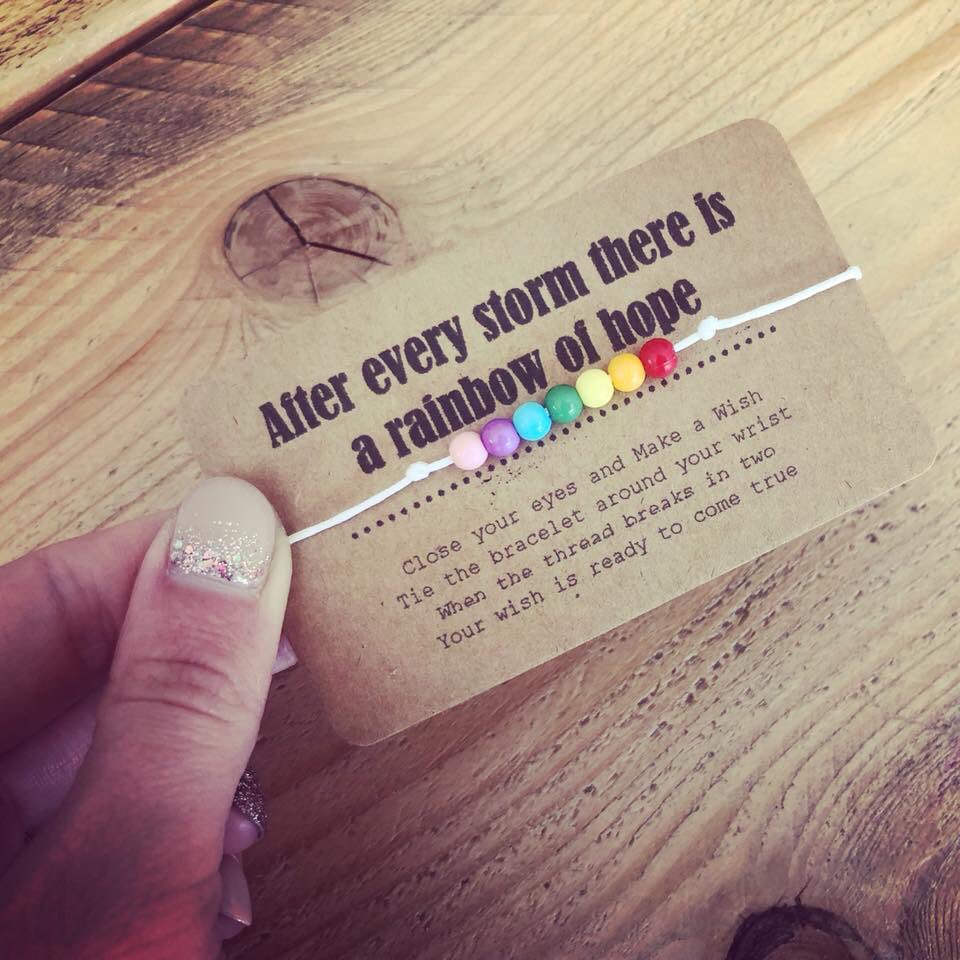 After every storm there is
a rainbow of hope
Close your eyes and Make a Wish
Tie the bracelet around your wrist
When the thread breaks in two
Your wish is ready to come true